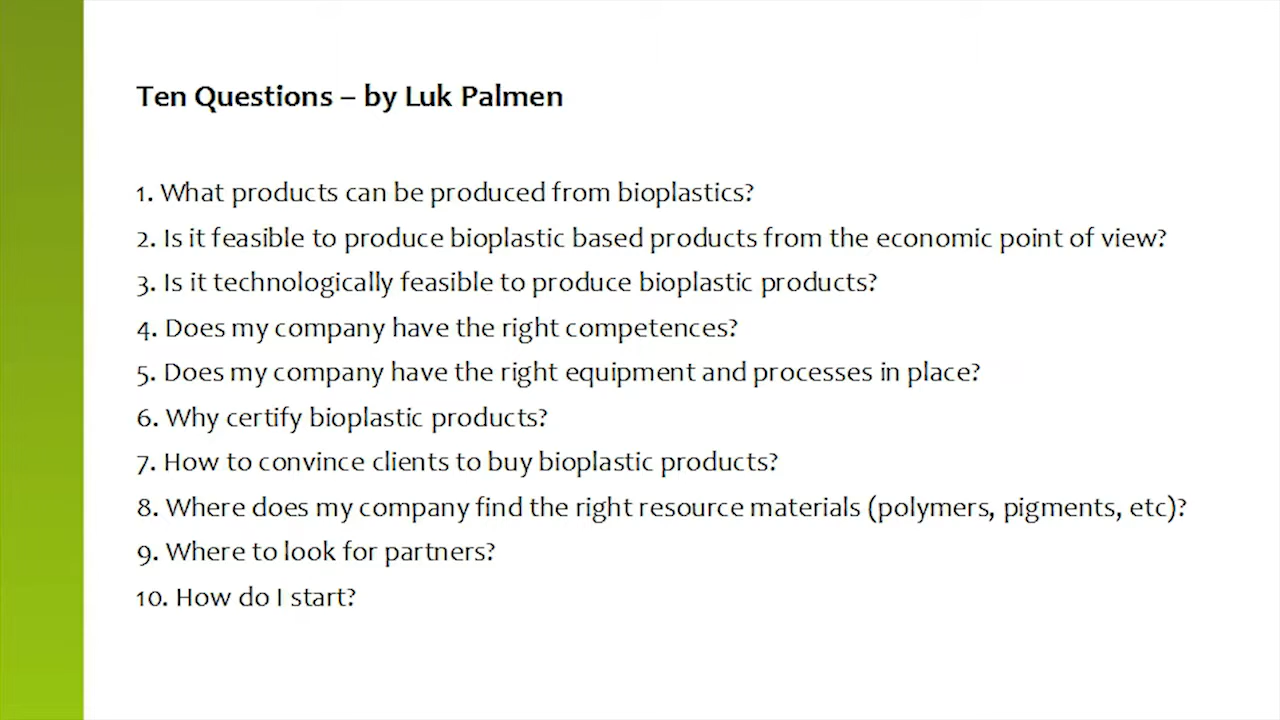 Ten Questions – by Luk Palmen
1. What products can be produced from bioplastics?
2. Is it feasible to produce bioplastic based products from the economic point of view?
3. Is it technologically feasible to produce bioplastic products?
4. Does my company have the right competences?
5. Does my company have the right equipment and processes in place?
6. Why certify bioplastic products?
7. How to convince clients to buy bioplastic products?
8. Where does my company find the right resource materials (polymers, pigments, etc)?
9. Where to look for partners?
10. How do I start?